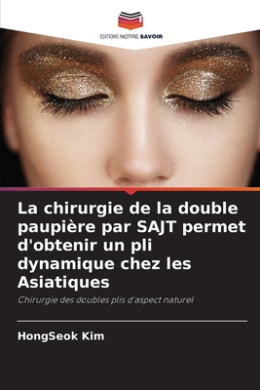 EDITIONS NOTRE SAVOIR
La chirurgie de la double
paupière par SAJT permet
d'obtenir un pli
dynamique chez les
Asiatiques
Chirurgie des doubles plis d'aspect naturel
HongSeok Kim